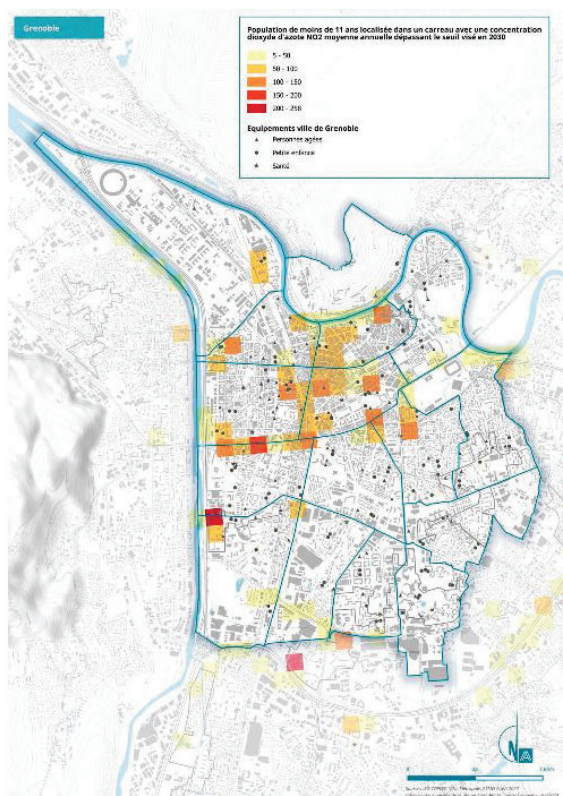 Grenoble
Population de moins de 11 ans localisée dans un carreau avec une concentration
dioxyde d'azote NO2 moyenne annuelle dépassant le seuil visé en 2030
5 - 50
50 - 100
100 - 150
150 - 200
200 - 258
Equipements ville de Grenoble
Personnes agées
Petite enfance
Santé
N
A
0